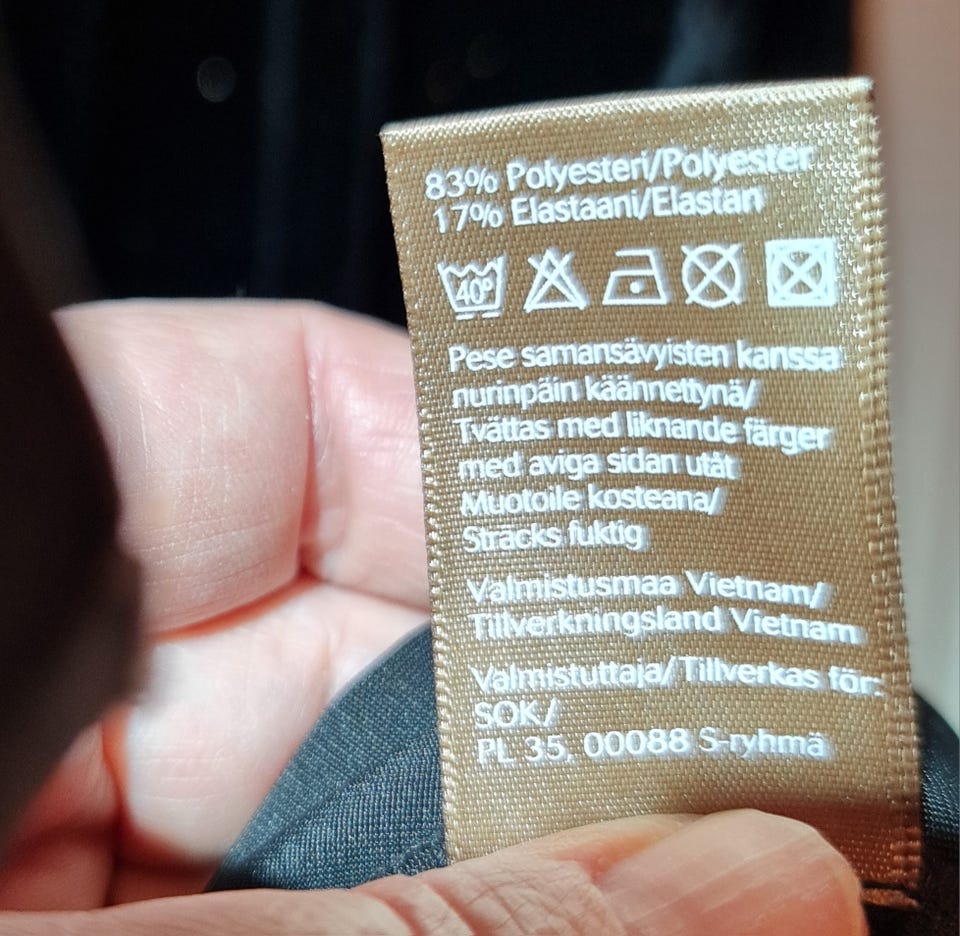 83% Polyesteri/Polyester
17% Elastaani/Elastan
40°
Pese samansävyisten kanssa
nurinpäin käännettynä/
Tvättas med liknande färger
med aviga sidan utåt
Muotoile kosteana/
Sträcks fuktig
Valmistusmaa Vietnam/
Tillverkningsland Vietnam
Valmistuttaja/Tillverkas för:
SOK/
PL 35, 00088 S-ryhmä